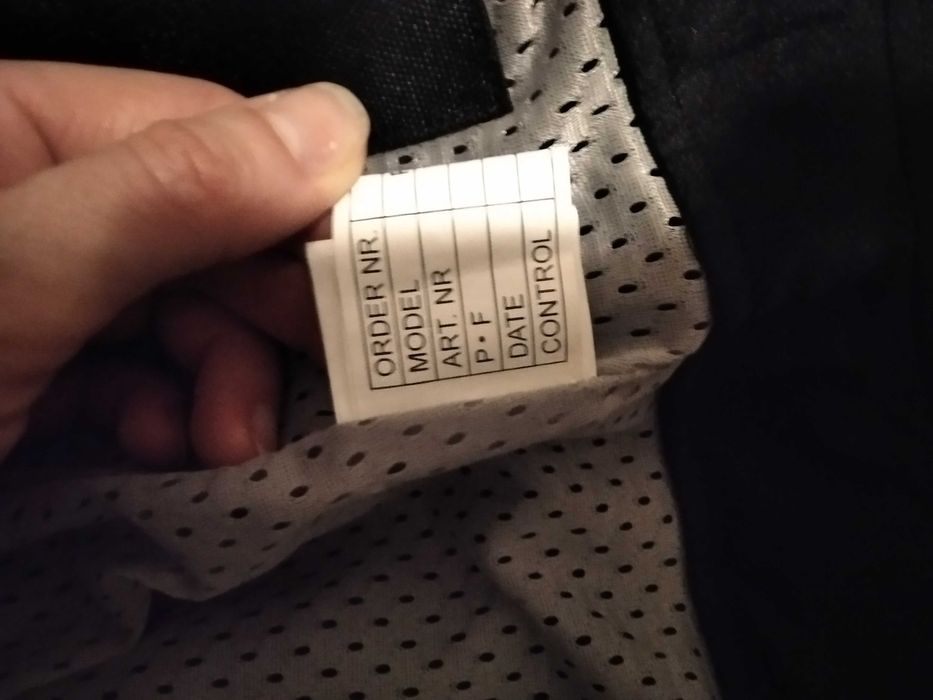 ORDER NR.
MODEL
ART. NR
P • F
DATE
CONTROL